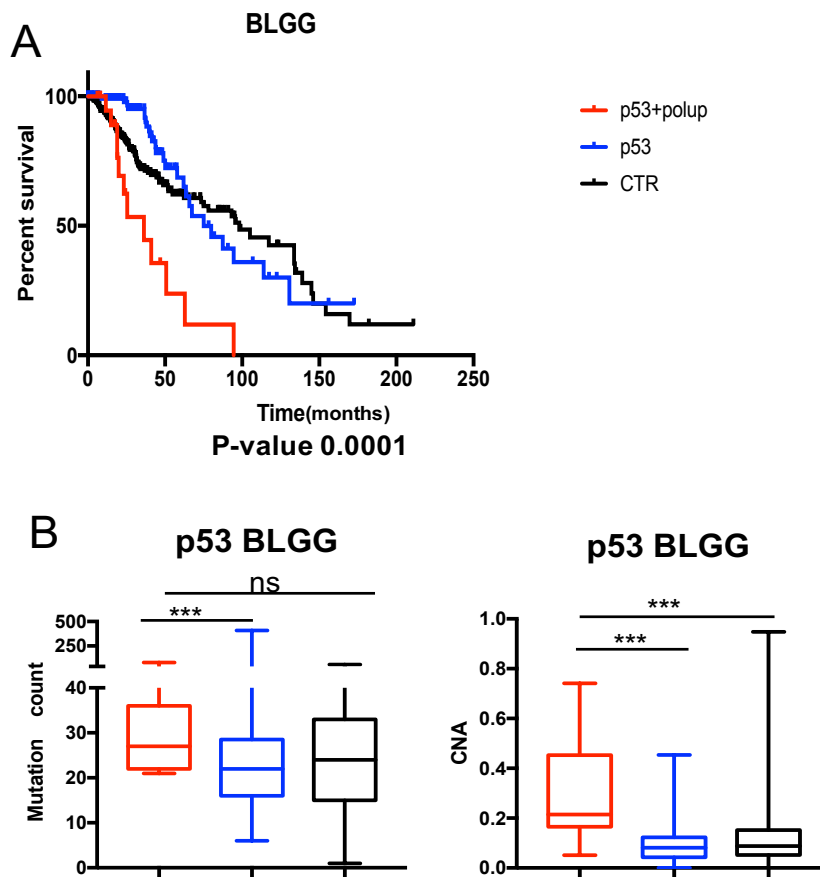 BLGG
A
100
50
0
Percent survival
0 50 100 150 200 250
Time(months)
P-value 0.0001
p53+polup
p53
CTR
B
p53 BLGG
ns
***
500
250
40
30
20
10
0
Mutation count
p53 BLGG
***
***
1.0
0.8
0.6
0.4
0.2
0.0
CNA